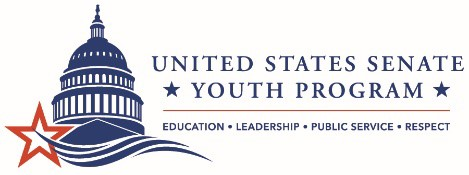 UNITED STATES SENATE
★ YOUTH PROGRAM ★
EDUCATION • LEADERSHIP • PUBLIC SERVICE • RESPECT